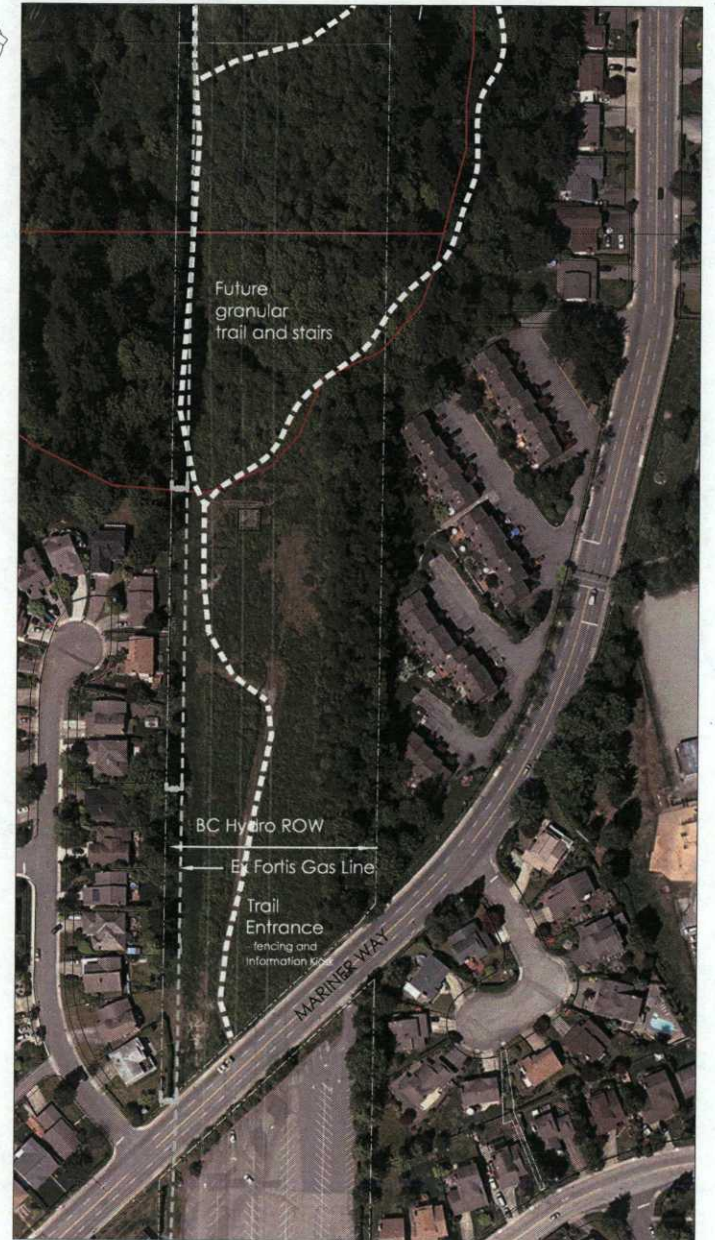 Future
granular
trail and stairs
BC Hydro ROW
Ex Fortis Gas Line
Trail
Entrance
- fencing and
Information Kiosk
MARINER WAY